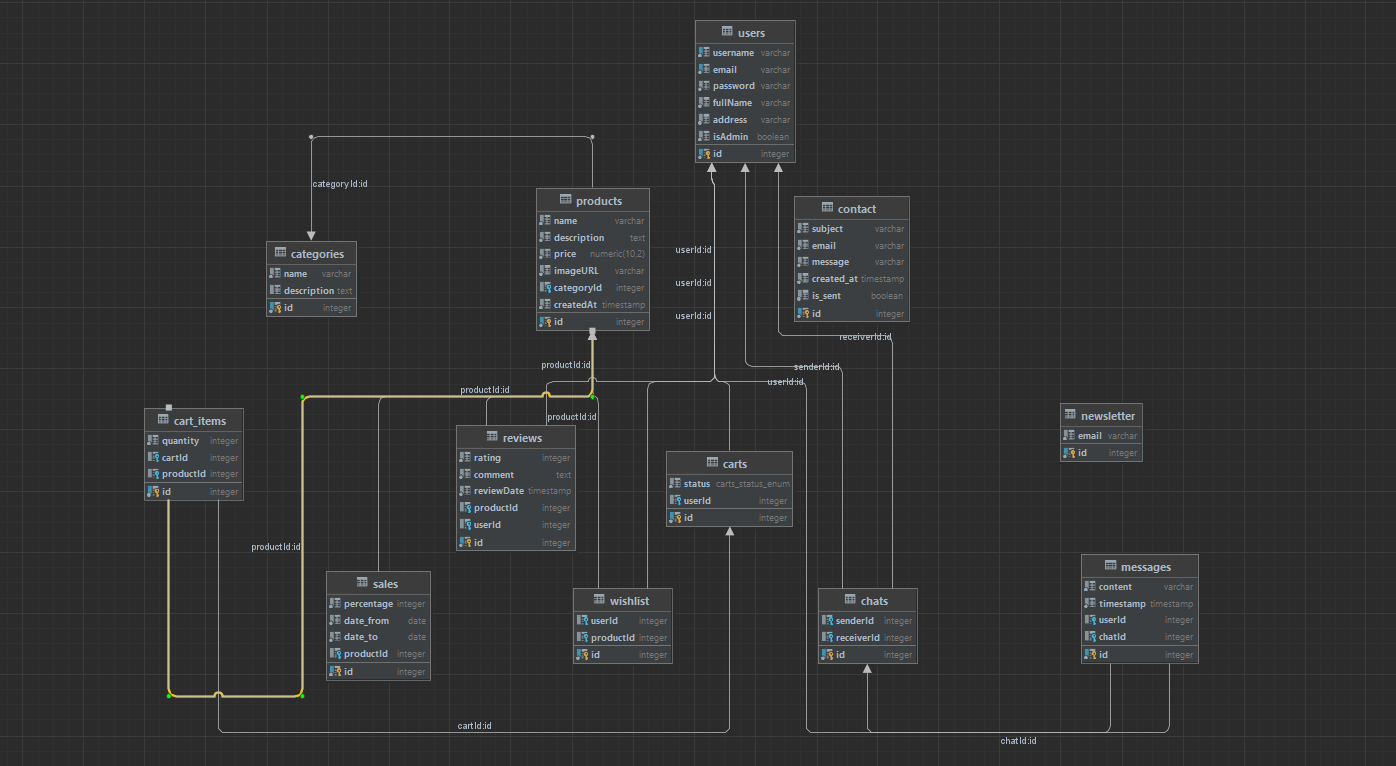 users
username varchar
email varchar
password varchar
fullName varchar
address varchar
isAdmin boolean
id integer
categoryId:id
products
name varchar
description text
price numeric(10,2)
imageURL varchar
categoryId integer
createdAt timestamp
id integer
contact
subject varchar
email varchar
message varchar
created_at timestamp
is_sent boolean
id integer
categories
name varchar
description text
id integer
userId:id
userId:id
userId:id
receiverId:id
productId:id
senderId:id
userId:id
productId:id
productId:id
cart_items
quantity integer
cartId integer
productId integer
id integer
newsletter
email varchar
id integer
reviews
rating integer
comment text
reviewDate timestamp
productId integer
userId integer
id integer
carts
status carts_status_enum
userId integer
id integer
productId:id
sales
percentage integer
date_from date
date_to date
productId integer
id integer
wishlist
userId integer
productId integer
id integer
chats
senderId integer
receiverId integer
id integer
messages
content varchar
timestamp timestamp
userId integer
chatId integer
id integer
cartId:id
chatId:id